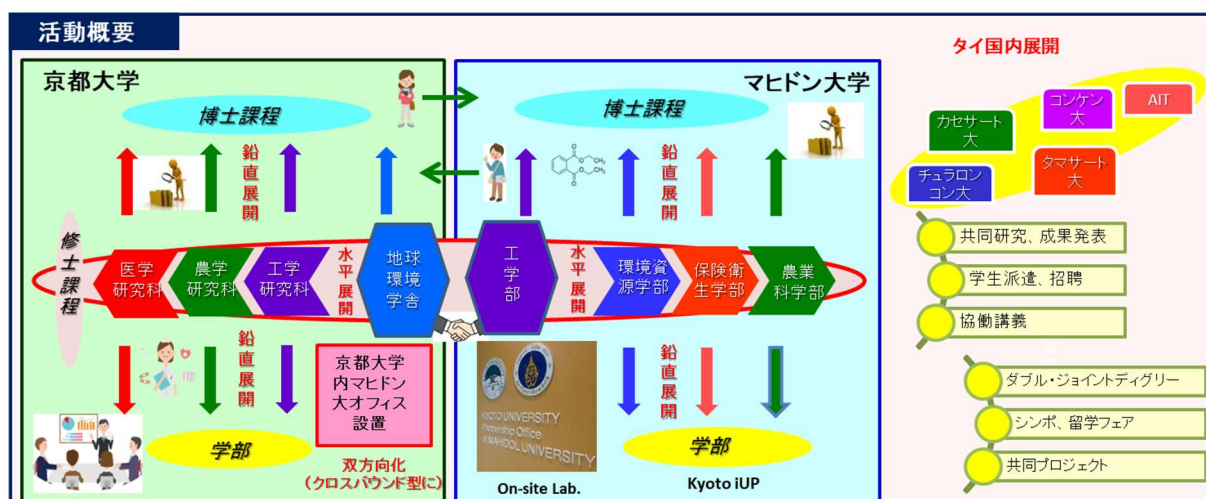 活動概要
京都大学
博士課程
鉛直展開
修士課程
医学
研究科
農学
研究科
工学
研究科
水平展開
地球
環境
学舎
鉛直展開
京都大学
内マヒドン
大オフィス
設置
学部
双方向化
（クロスバウンド型に）
マヒドン大学
博士課程
鉛直展開
O
O
O
O
CH₃
CH₃
工
学
部
水平展開
環境資
源学部
保険衛
生学部
農業
科学部
鉛直展開
KYOTO UNIVERSITY
Partnership Office
at MAHIDOL UNIVERSITY
学部
On-site Lab.
Kyoto iUP
タイ国内展開
カセサート
大
コンケン
大
AIT
チュラロン
コン大
タマサート
大
共同研究、成果発表
学生派遣、招聘
協働講義
ダブル・ジョイントディグリー
シンポ、留学フェア
共同プロジェクト